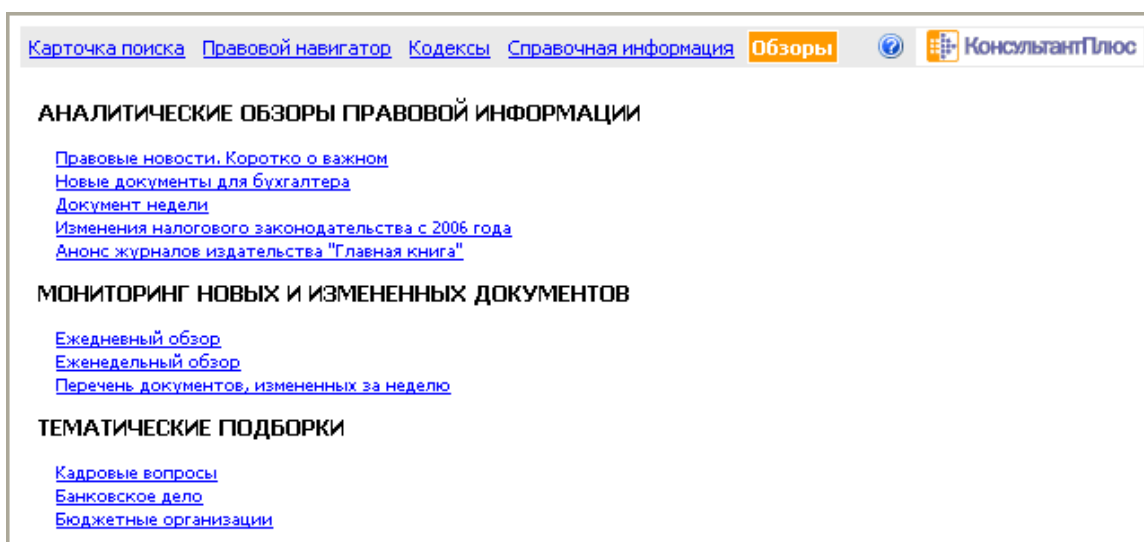 Карточка поиска Правовой навигатор Кодексы Справочная информация Обзоры ? КонсультантПлюс
АНАЛИТИЧЕСКИЕ ОБЗОРЫ ПРАВОВОЙ ИНФОРМАЦИИ
Правовые новости. Коротко о важном
Новые документы для бухгалтера
Документ недели
Изменения налогового законодательства с 2006 года
Анонс журналов издательства "Главная книга"
МОНИТОРИНГ НОВЫХ И ИЗМЕНЕННЫХ ДОКУМЕНТОВ
Ежедневный обзор
Еженедельный обзор
Перечень документов, измененных за неделю
ТЕМАТИЧЕСКИЕ ПОДБОРКИ
Кадровые вопросы
Банковское дело
Бюджетные организации